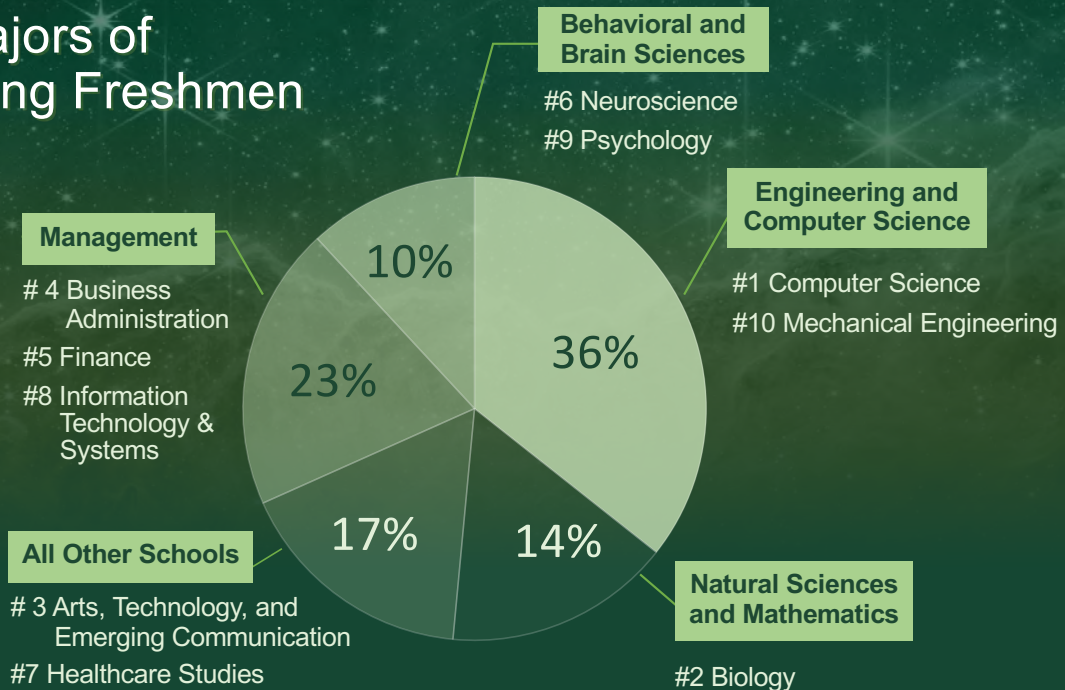 ajors of
ng Freshmen
Behavioral and
Brain Sciences
#6 Neuroscience
#9 Psychology
Engineering and
Computer Science
#1 Computer Science
#10 Mechanical Engineering
Management
# 4 Business
Administration
#5 Finance
#8 Information
Technology &
Systems
10%
36%
23%
17%
14%
All Other Schools
# 3 Arts, Technology, and
Emerging Communication
#7 Healthcare Studies
Natural Sciences
and Mathematics
#2 Biology